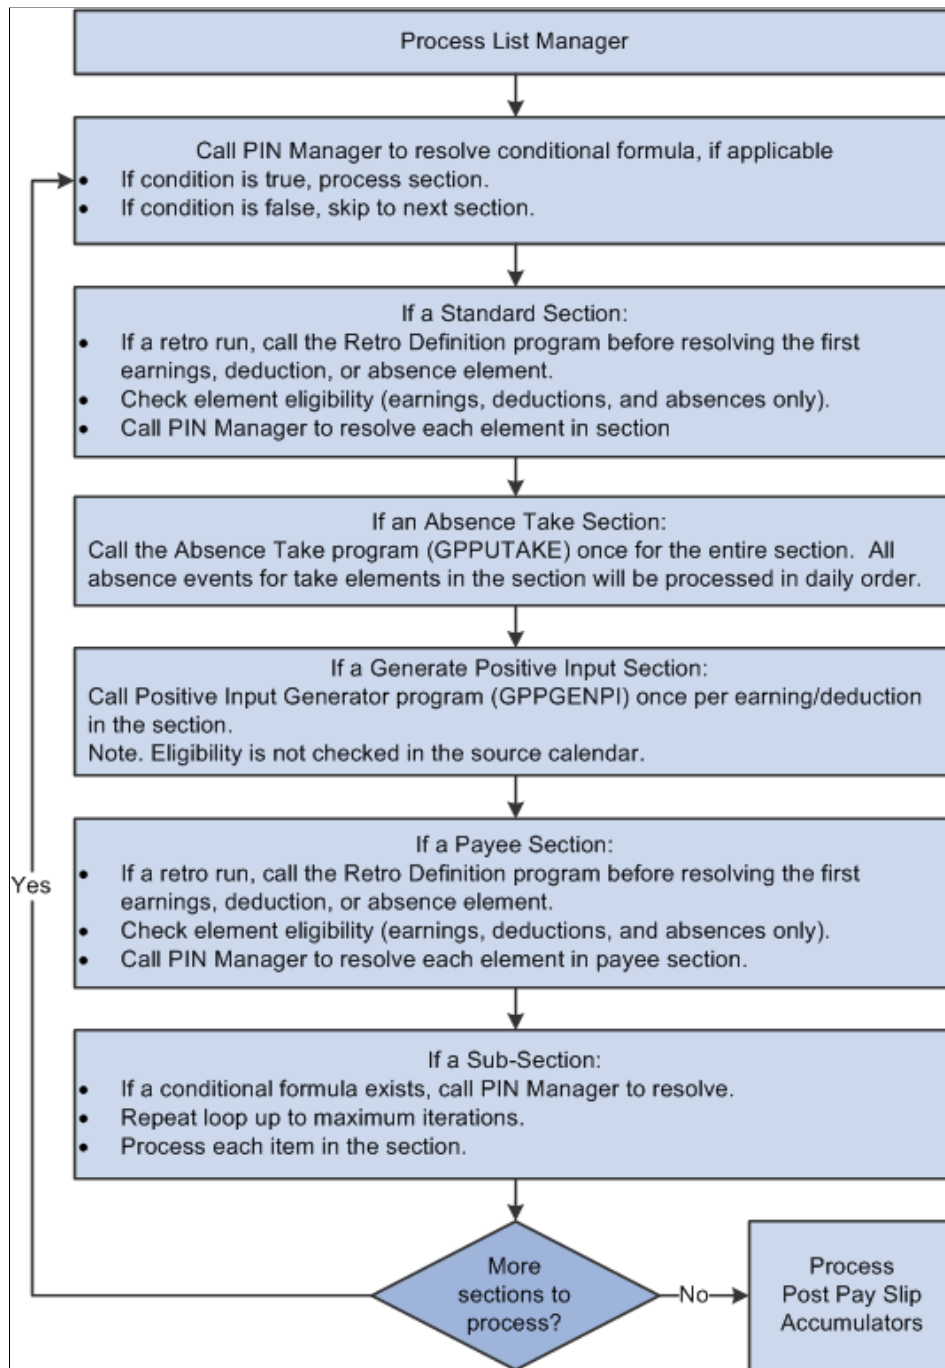 Process List Manager
Call PIN Manager to resolve conditional formula, if applicable
• If condition is true, process section.
• If condition is false, skip to next section.
If a Standard Section:
• If a retro run, call the Retro Definition program before resolving the first
earnings, deduction, or absence element.
• Check element eligibility (earnings, deductions, and absences only).
• Call PIN Manager to resolve each element in section
If an Absence Take Section:
Call the Absence Take program (GPPUTAKE) once for the entire section.  All
absence events for take elements in the section will be processed in daily order.
If a Generate Positive Input Section:
Call Positive Input Generator program (GPPGENPI) once per earning/deduction
in the section.
Note. Eligibility is not checked in the source calendar.
If a Payee Section:
• If a retro run, call the Retro Definition program before resolving the first
earnings, deduction, or absence element.
• Check element eligibility (earnings, deductions, and absences only).
• Call PIN Manager to resolve each element in payee section.
Yes
If a Sub-Section:
• If a conditional formula exists, call PIN Manager to resolve.
• Repeat loop up to maximum iterations.
• Process each item in the section.
More
sections to
process?
No
Process
Post Pay Slip
Accumulators